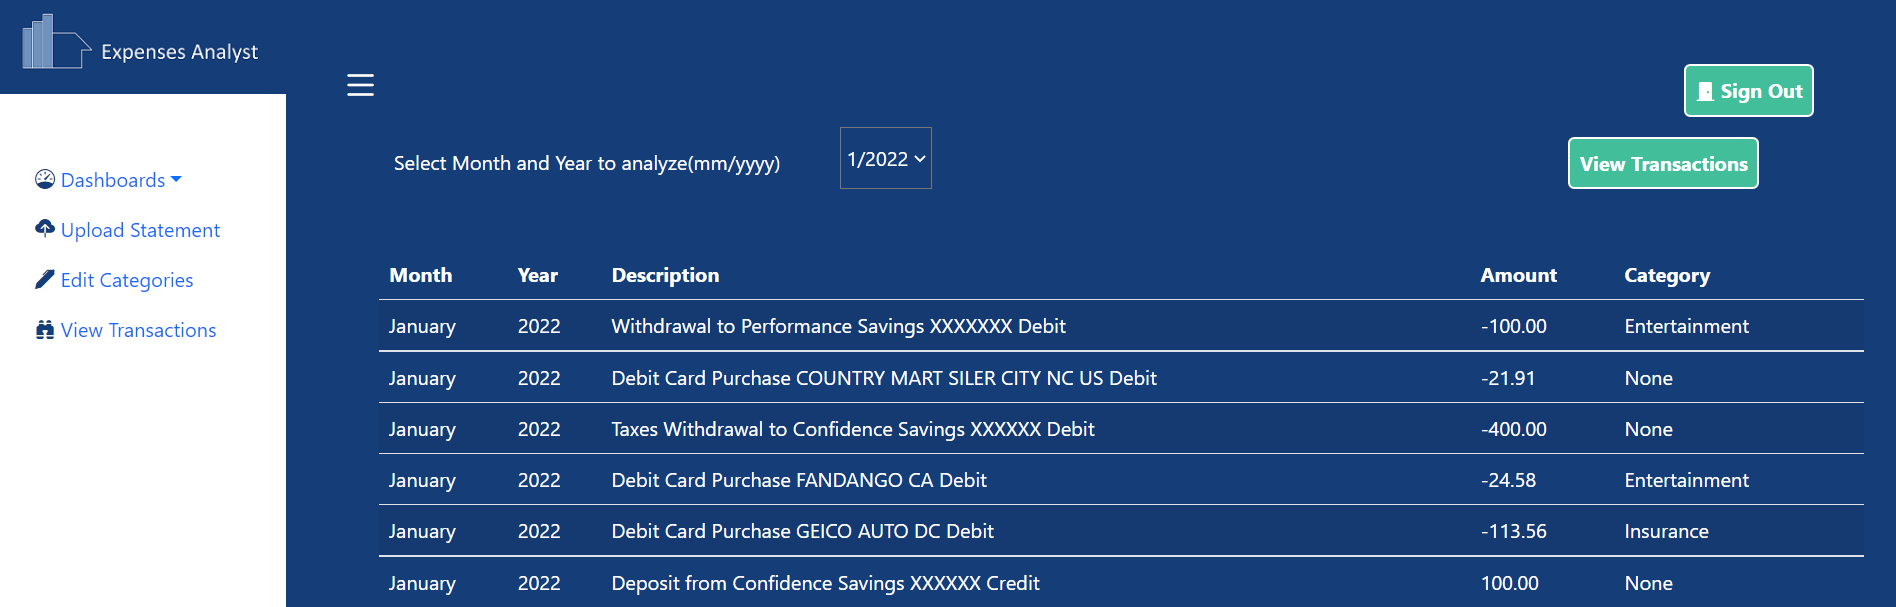 Expenses Analyst
Sign Out
Dashboards
Upload Statement
Edit Categories
View Transactions
Select Month and Year to analyze(mm/yyyy) 1/2022
View Transactions
Month Year Description Amount Category
January 2022 Withdrawal to Performance Savings XXXXXXX Debit -100.00 Entertainment
January 2022 Debit Card Purchase COUNTRY MART SILER CITY NC US Debit -21.91 None
January 2022 Taxes Withdrawal to Confidence Savings XXXXXX Debit -400.00 None
January 2022 Debit Card Purchase FANDANGO CA Debit -24.58 Entertainment
January 2022 Debit Card Purchase GEICO AUTO DC Debit -113.56 Insurance
January 2022 Deposit from Confidence Savings XXXXXX Credit 100.00 None